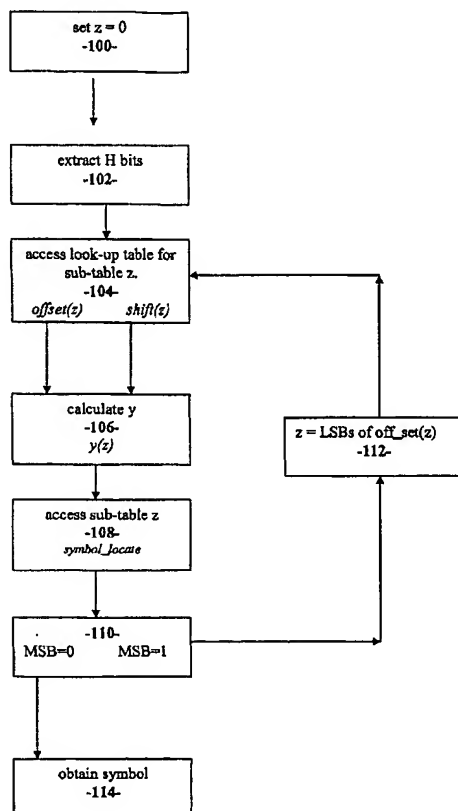 set z = 0
-100-
extract H bits
-102-
access look-up table for
sub-table z.
-104-
offset(z) shift(z)
calculate y
-106-
y(z)
z = LSBs of off_set(z)
-112-
access sub-table z
-108-
symbol_locate
-110-
MSB=0 MSB=1
obtain symbol
-114-